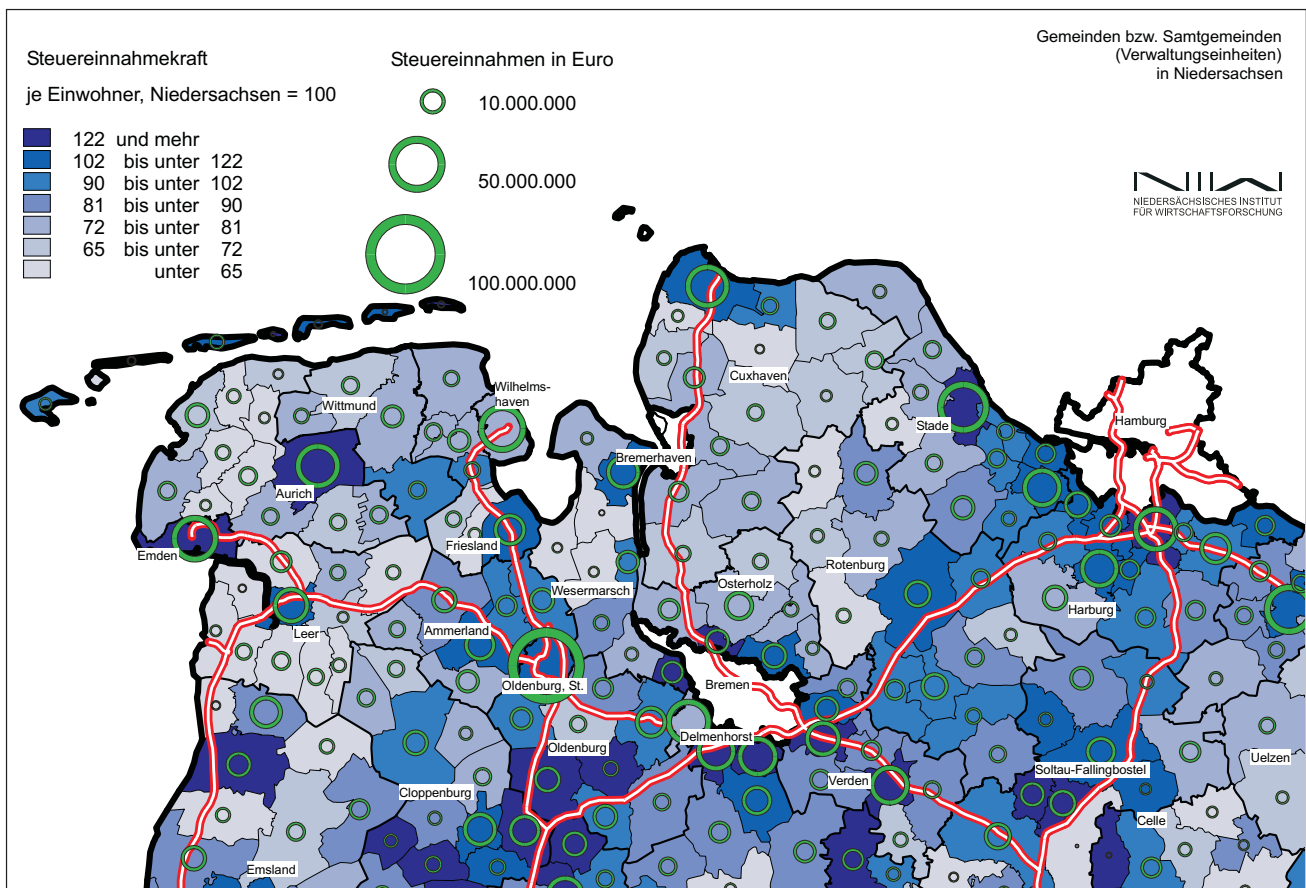 Steuereinnahmekraft
je Einwohner, Niedersachsen = 100
122 und mehr
102 bis unter 122
90 bis unter 102
81 bis unter 90
72 bis unter 81
65 bis unter 72
unter 65
Steuereinnahmen in Euro
10.000.000
50.000.000
100.000.000
Gemeinden bzw. Samtgemeinden
(Verwaltungseinheiten)
in Niedersachsen
NIW
NIEDERSÄCHSISCHES INSTITUT
FÜR WIRTSCHAFTSFORSCHUNG
Cuxhaven
Wilhelms-
haven
Wittmund
Stade
Hamburg
Bremerhaven
Aurich
Emden
Friesland
Rotenburg
Osterholz
Wesermarsch
Harburg
Leer
Ammerland
Oldenburg, St.
Bremen
Delmenhorst
Oldenburg
Uelzen
Soltau-Fallingbostel
Verden
Cloppenburg
Celle
Emsland